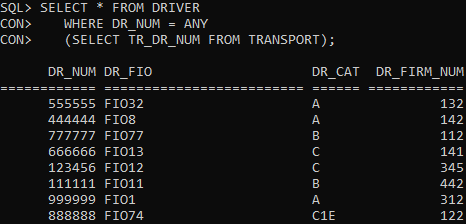 SQL> SELECT * FROM DRIVER
CON>    WHERE DR_NUM = ANY
CON>    (SELECT TR_DR_NUM FROM TRANSPORT);
DR_NUM DR_FIO DR_CAT DR_FIRM_NUM
============ ========================= ====== ============
555555 FIO32 A 132
444444 FIO8 A 142
777777 FIO77 B 112
666666 FIO13 C 141
123456 FIO12 C 345
111111 FIO11 B 442
999999 FIO1 A 312
888888 FIO74 C1E 122